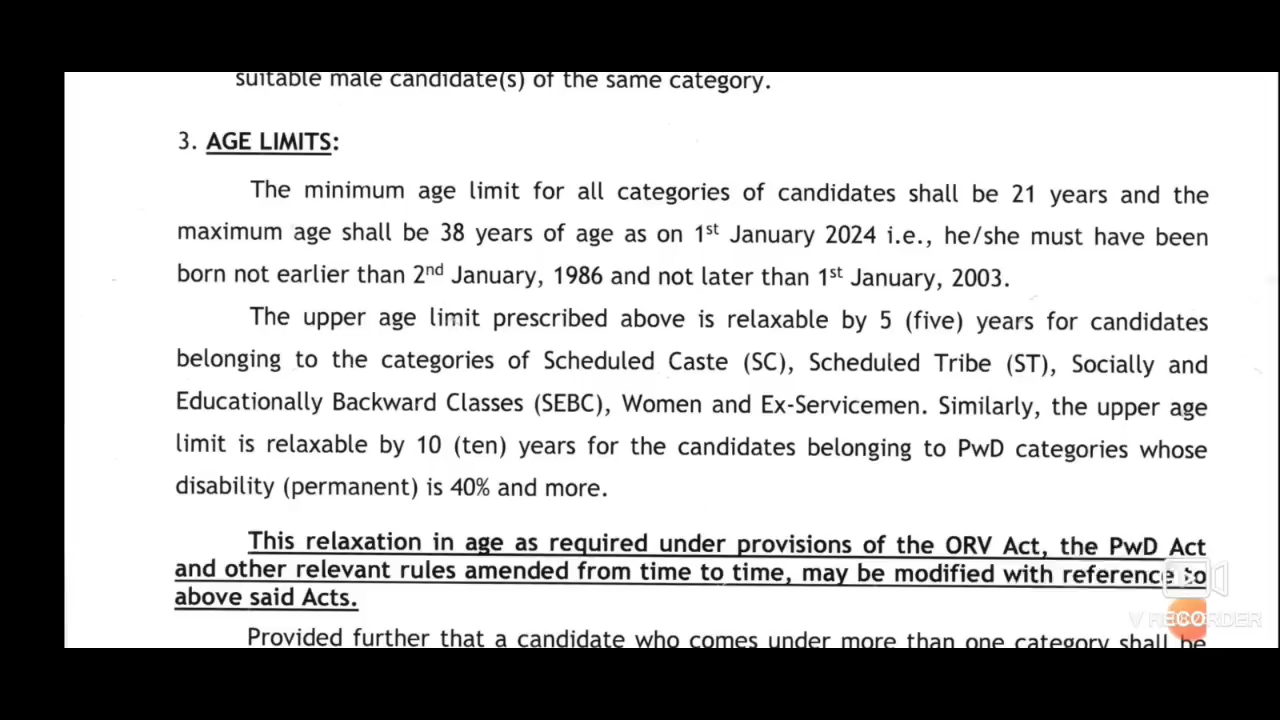 suitable male candidate(s) of the same category.
3. AGE LIMITS:
The minimum age limit for all categories of candidates shall be 21 years and the
maximum age shall be 38 years of age as on 1st January 2024 i.e., he/she must have been
born not earlier than 2nd January, 1986 and not later than 1st January, 2003.
The upper age limit prescribed above is relaxable by 5 (five) years for candidates
belonging to the categories of Scheduled Caste (SC), Scheduled Tribe (ST), Socially and
Educationally Backward Classes (SEBC), Women and Ex-Servicemen. Similarly, the upper age
limit is relaxable by 10 (ten) years for the candidates belonging to PwD categories whose
disability (permanent) is 40% and more.
This relaxation in age as required under provisions of the ORV Act, the PwD Act
and other relevant rules amended from time to time, may be modified with reference to
above said Acts.
V RECORDER
Provided further that a candidate who comes under more than one category shall be